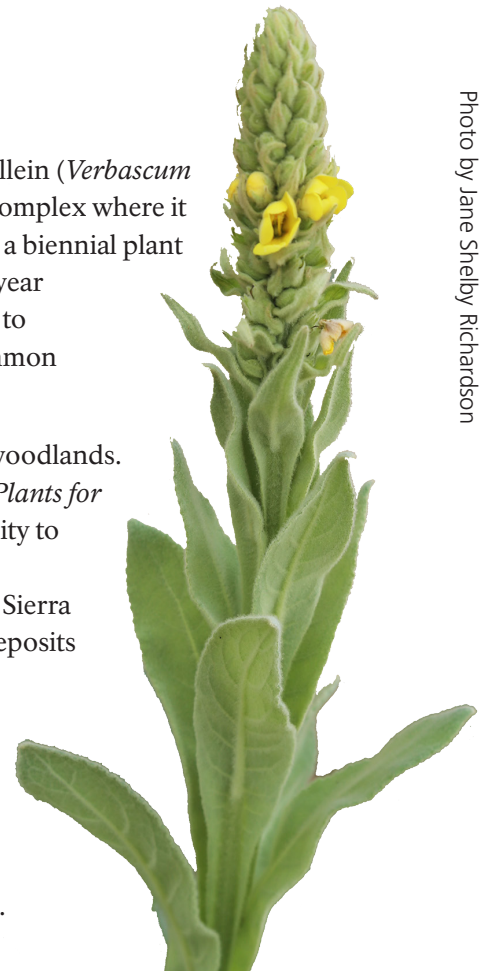 llein (Verbascum
omplex where it
a biennial plant
year
to
mmon
woodlands.
Plants for
ity to
Sierra
eposits
.
Photo by Jane Shelby Richardson